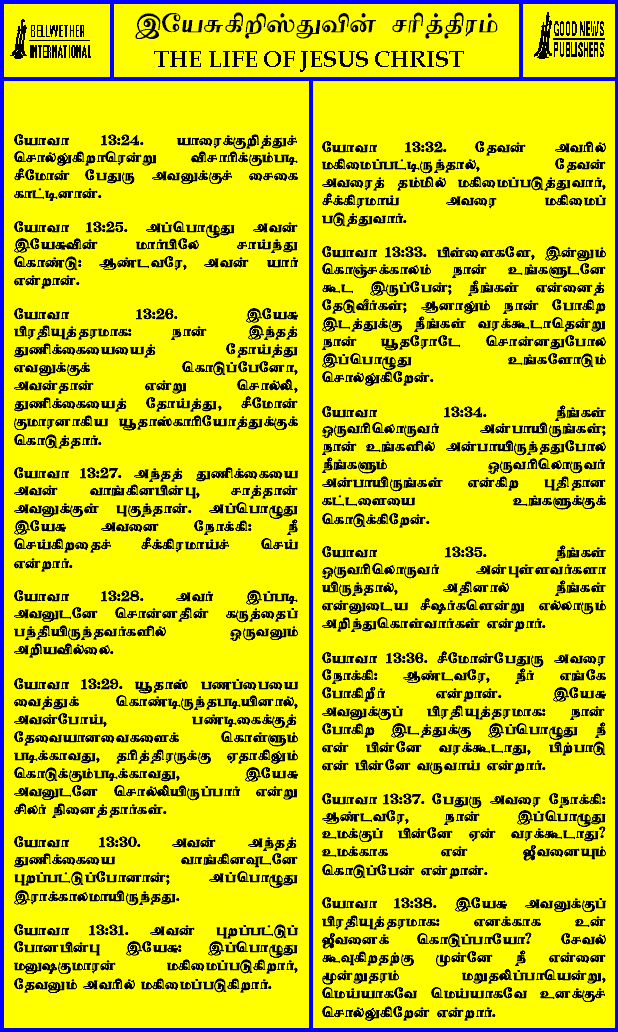 BELLWETHER
INTERNATIONAL
இயேசுகிறிஸ்துவின் சரித்திரம்
THE LIFE OF JESUS CHRIST
GOOD NEWS
PUBLISHERS
யோவா 13:24. யாரைக்குறித்துச்
சொல்லுகிறாரென்று விசாரிக்கும்படி
சீமோன் பேதுரு அவனுக்குச் சைகை
காட்டினான்.
யோவா 13:25. அப்பொழுது அவன்
இயேசுவின் மார்பிலே சாய்ந்து
கொண்டு: ஆண்டவரே, அவன் யார்
என்றான்.
யோவா 13:26. இயேசு
பிரதியுத்தரமாக: நான் இந்தத்
துணிக்கையையைத் தோய்த்து
எவனுக்குக் கொடுப்பேனோ,
அவன்தான் என்று சொல்லி,
துணிக்கையைத் தோய்த்து, சீமோன்
குமாரனாகிய யூதாஸ்காரியோத்துக்குக்
கொடுத்தார்.
யோவா 13:27. அந்தத் துணிக்கையை
அவன் வாங்கினபின்பு, சாத்தான்
அவனுக்குள் புகுந்தான். அப்பொழுது
இயேசு அவனை நோக்கி: நீ
செய்கிறதைச் சீக்கிரமாய்ச் செய்
என்றார்.
யோவா 13:28. அவர் இப்படி
அவனுடனே சொன்னதின் கருத்தைப்
பந்தியிருந்தவர்களில் ஒருவனும்
அறியவில்லை.
யோவா 13:29. யூதாஸ் பணப்பையை
வைத்துக் கொண்டிருந்தபடியினால்,
அவன்போய், பண்டிகைக்குத்
தேவையானவைகளைக் கொள்ளும்
படிக்காவது, தரித்திரருக்கு ஏதாகிலும்
கொடுக்கும்படிக்காவது, இயேசு
அவனுடனே சொல்லியிருப்பார் என்று
சிலர் நினைத்தார்கள்.
யோவா 13:30. அவன் அந்தத்
துணிக்கையை வாங்கினவுடனே
புறப்பட்டுப்போனான்; அப்பொழுது
இராக்காலமாயிருந்தது.
யோவா 13:31. அவன் புறப்பட்டுப்
போனபின்பு இயேசு: இப்பொழுது
மனுஷகுமாரன் மகிமைப்படுகிறார்,
தேவனும் அவரில் மகிமைப்படுகிறார்.
யோவா 13:32. தேவன் அவரில்
மகிமைப்பட்டிருந்தால், தேவன்
அவரைத் தம்மில் மகிமைப்படுத்துவார்,
சீக்கிரமாய் அவரை மகிமைப்
படுத்துவார்.
யோவா 13:33. பிள்ளைகளே, இன்னும்
கொஞ்சக்காலம் நான் உங்களுடனே
கூட இருப்பேன்; நீங்கள் என்னைத்
தேடுவீர்கள்; ஆனாலும் நான் போகிற
இடத்துக்கு நீங்கள் வரக்கூடாதென்று
நான் யூதரோடே சொன்னதுபோல
இப்பொழுது உங்களோடும்
சொல்லுகிறேன்.
யோவா 13:34. நீங்கள்
ஒருவரிலொருவர் அன்பாயிருங்கள்;
நான் உங்களில் அன்பாயிருந்ததுபோல
நீங்களும் ஒருவரிலொருவர்
அன்பாயிருங்கள் என்கிற புதிதான
கட்டளையை உங்களுக்குக்
கொடுக்கிறேன்.
யோவா 13:35. நீங்கள்
ஒருவரிலொருவர் அன்புள்ளவர்களா
யிருந்தால், அதினால் நீங்கள்
என்னுடைய சீஷர்களென்று எல்லாரும்
அறிந்துகொள்வார்கள் என்றார்.
யோவா 13:36. சீமோன்பேதுரு அவரை
நோக்கி: ஆண்டவரே, நீர் எங்கே
போகிறீர் என்றான். இயேசு
அவனுக்குப் பிரதியுத்தரமாக: நான்
போகிற இடத்துக்கு இப்பொழுது நீ
என் பின்னே வரக்கூடாது, பிற்பாடு
என் பின்னே வருவாய் என்றார்.
யோவா 13:37. பேதுரு அவரை நோக்கி:
ஆண்டவரே, நான் இப்பொழுது
உமக்குப் பின்னே ஏன் வரக்கூடாது?
உமக்காக என் ஜீவனையும்
கொடுப்பேன் என்றான்.
யோவா 13:38. இயேசு அவனுக்குப்
பிரதியுத்தரமாக: எனக்காக உன்
ஜீவனைக் கொடுப்பாயோ? சேவல்
கூவுகிறதற்கு முன்னே நீ என்னை
மூன்றுதரம் மறுதலிப்பாயென்று,
மெய்யாகவே மெய்யாகவே உனக்குச்
சொல்லுகிறேன் என்றார்.